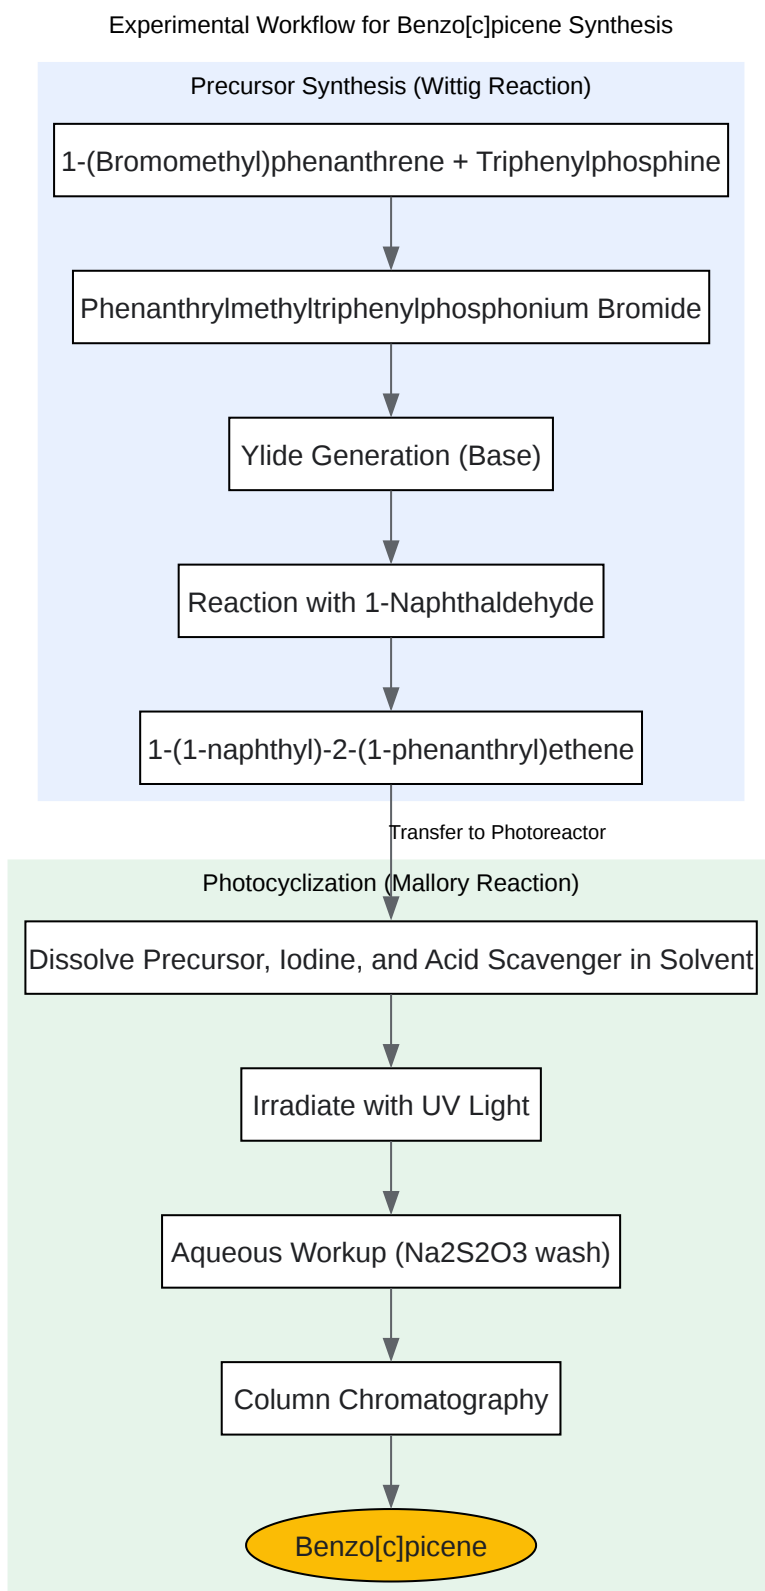 Experimental Workflow for Benzo[c]picene Synthesis
Precursor Synthesis (Wittig Reaction)
1-(Bromomethyl)phenanthrene + Triphenylphosphine
Phenanthrylmethyltriphenylphosphonium Bromide
Ylide Generation (Base)
Reaction with 1-Naphthaldehyde
1-(1-naphthyl)-2-(1-phenanthryl)ethene
Transfer to Photoreactor
Photocyclization (Mallory Reaction)
Dissolve Precursor, Iodine, and Acid Scavenger in Solvent
Irradiate with UV Light
Aqueous Workup (Na2S2O3 wash)
Column Chromatography
Benzo[c]picene